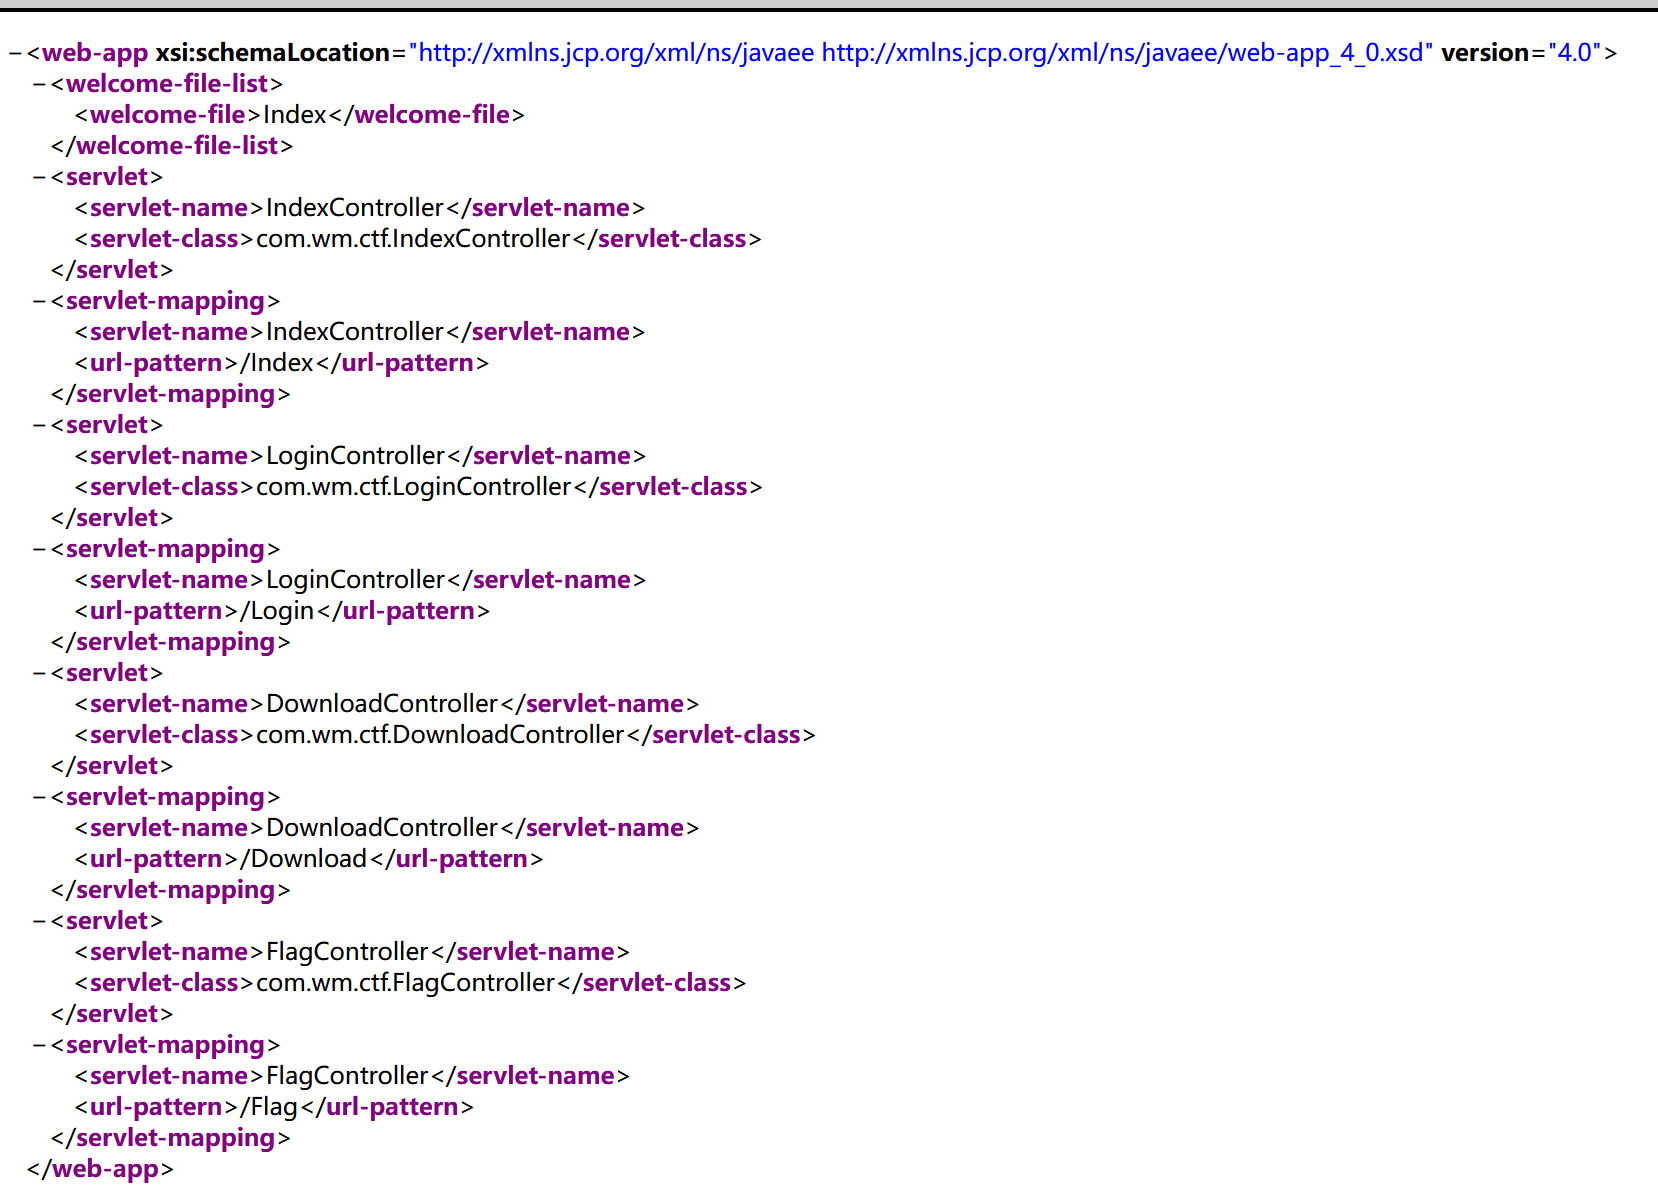 −<web-app xsi:schemaLocation="http://xmlns.jcp.org/xml/ns/javaee http://xmlns.jcp.org/xml/ns/javaee/web-app_4_0.xsd" version="4.0">
−<welcome-file-list>
<welcome-file>Index</welcome-file>
</welcome-file-list>
−<servlet>
<servlet-name>IndexController</servlet-name>
<servlet-class>com.wm.ctf.IndexController</servlet-class>
</servlet>
−<servlet-mapping>
<servlet-name>IndexController</servlet-name>
<url-pattern>/Index</url-pattern>
</servlet-mapping>
−<servlet>
<servlet-name>LoginController</servlet-name>
<servlet-class>com.wm.ctf.LoginController</servlet-class>
</servlet>
−<servlet-mapping>
<servlet-name>LoginController</servlet-name>
<url-pattern>/Login</url-pattern>
</servlet-mapping>
−<servlet>
<servlet-name>DownloadController</servlet-name>
<servlet-class>com.wm.ctf.DownloadController</servlet-class>
</servlet>
−<servlet-mapping>
<servlet-name>DownloadController</servlet-name>
<url-pattern>/Download</url-pattern>
</servlet-mapping>
−<servlet>
<servlet-name>FlagController</servlet-name>
<servlet-class>com.wm.ctf.FlagController</servlet-class>
</servlet>
−<servlet-mapping>
<servlet-name>FlagController</servlet-name>
<url-pattern>/Flag</url-pattern>
</servlet-mapping>
</web-app>